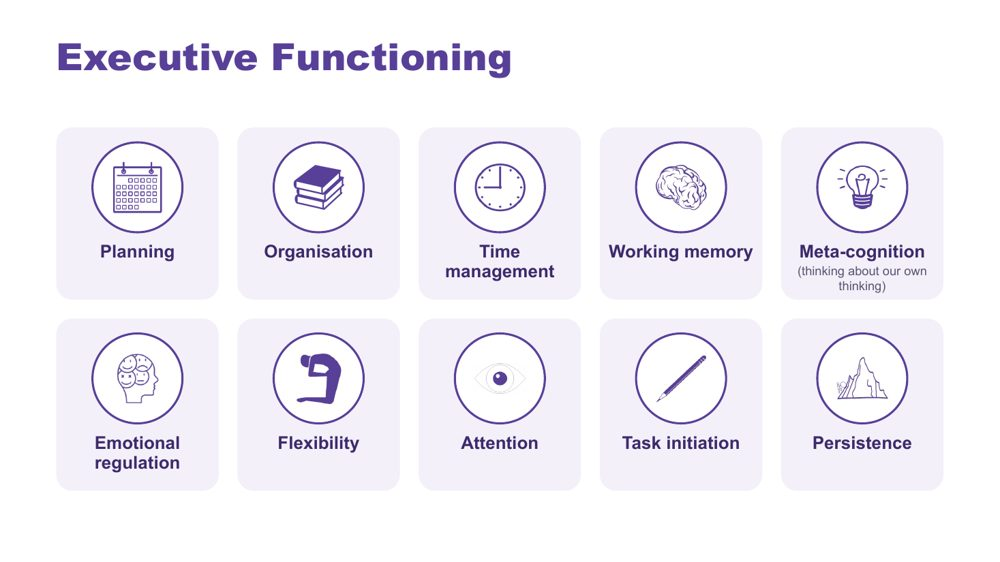 Executive Functioning
Planning
Organisation
Time
management
Working memory
Meta-cognition
(thinking about our own
thinking)
Emotional
regulation
Flexibility
Attention
Task initiation
Persistence